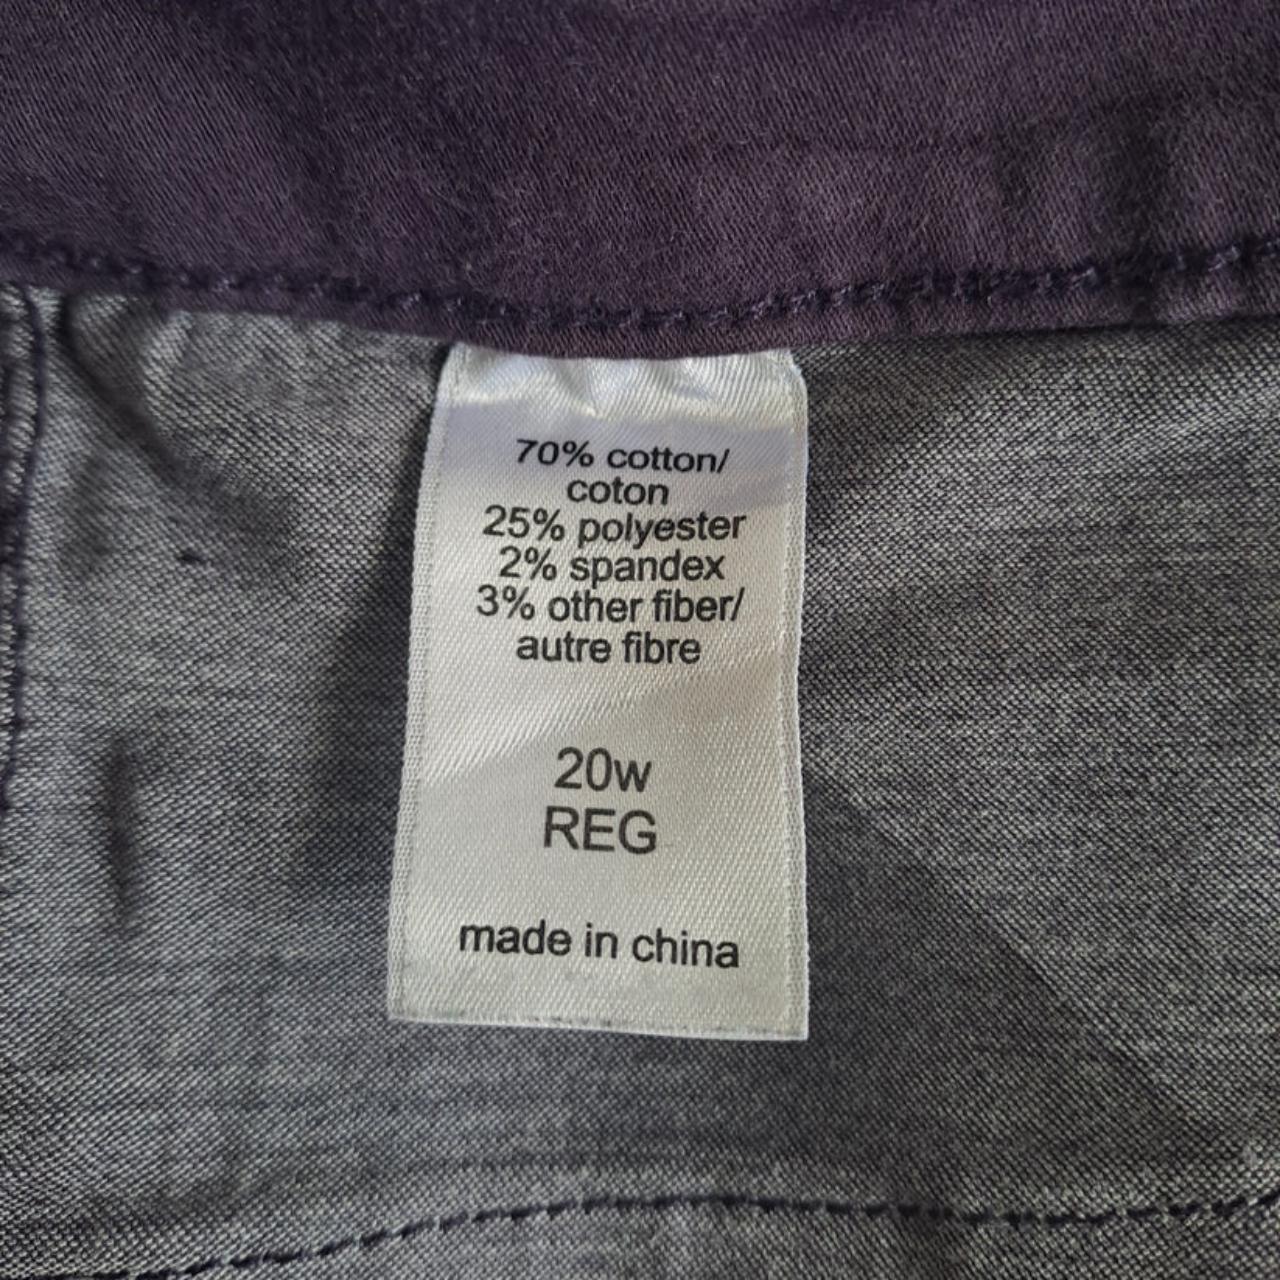 70% cotton/
coton
25% polyester
2% spandex
3% other fiber/
autre fibre
20w
REG
made in china